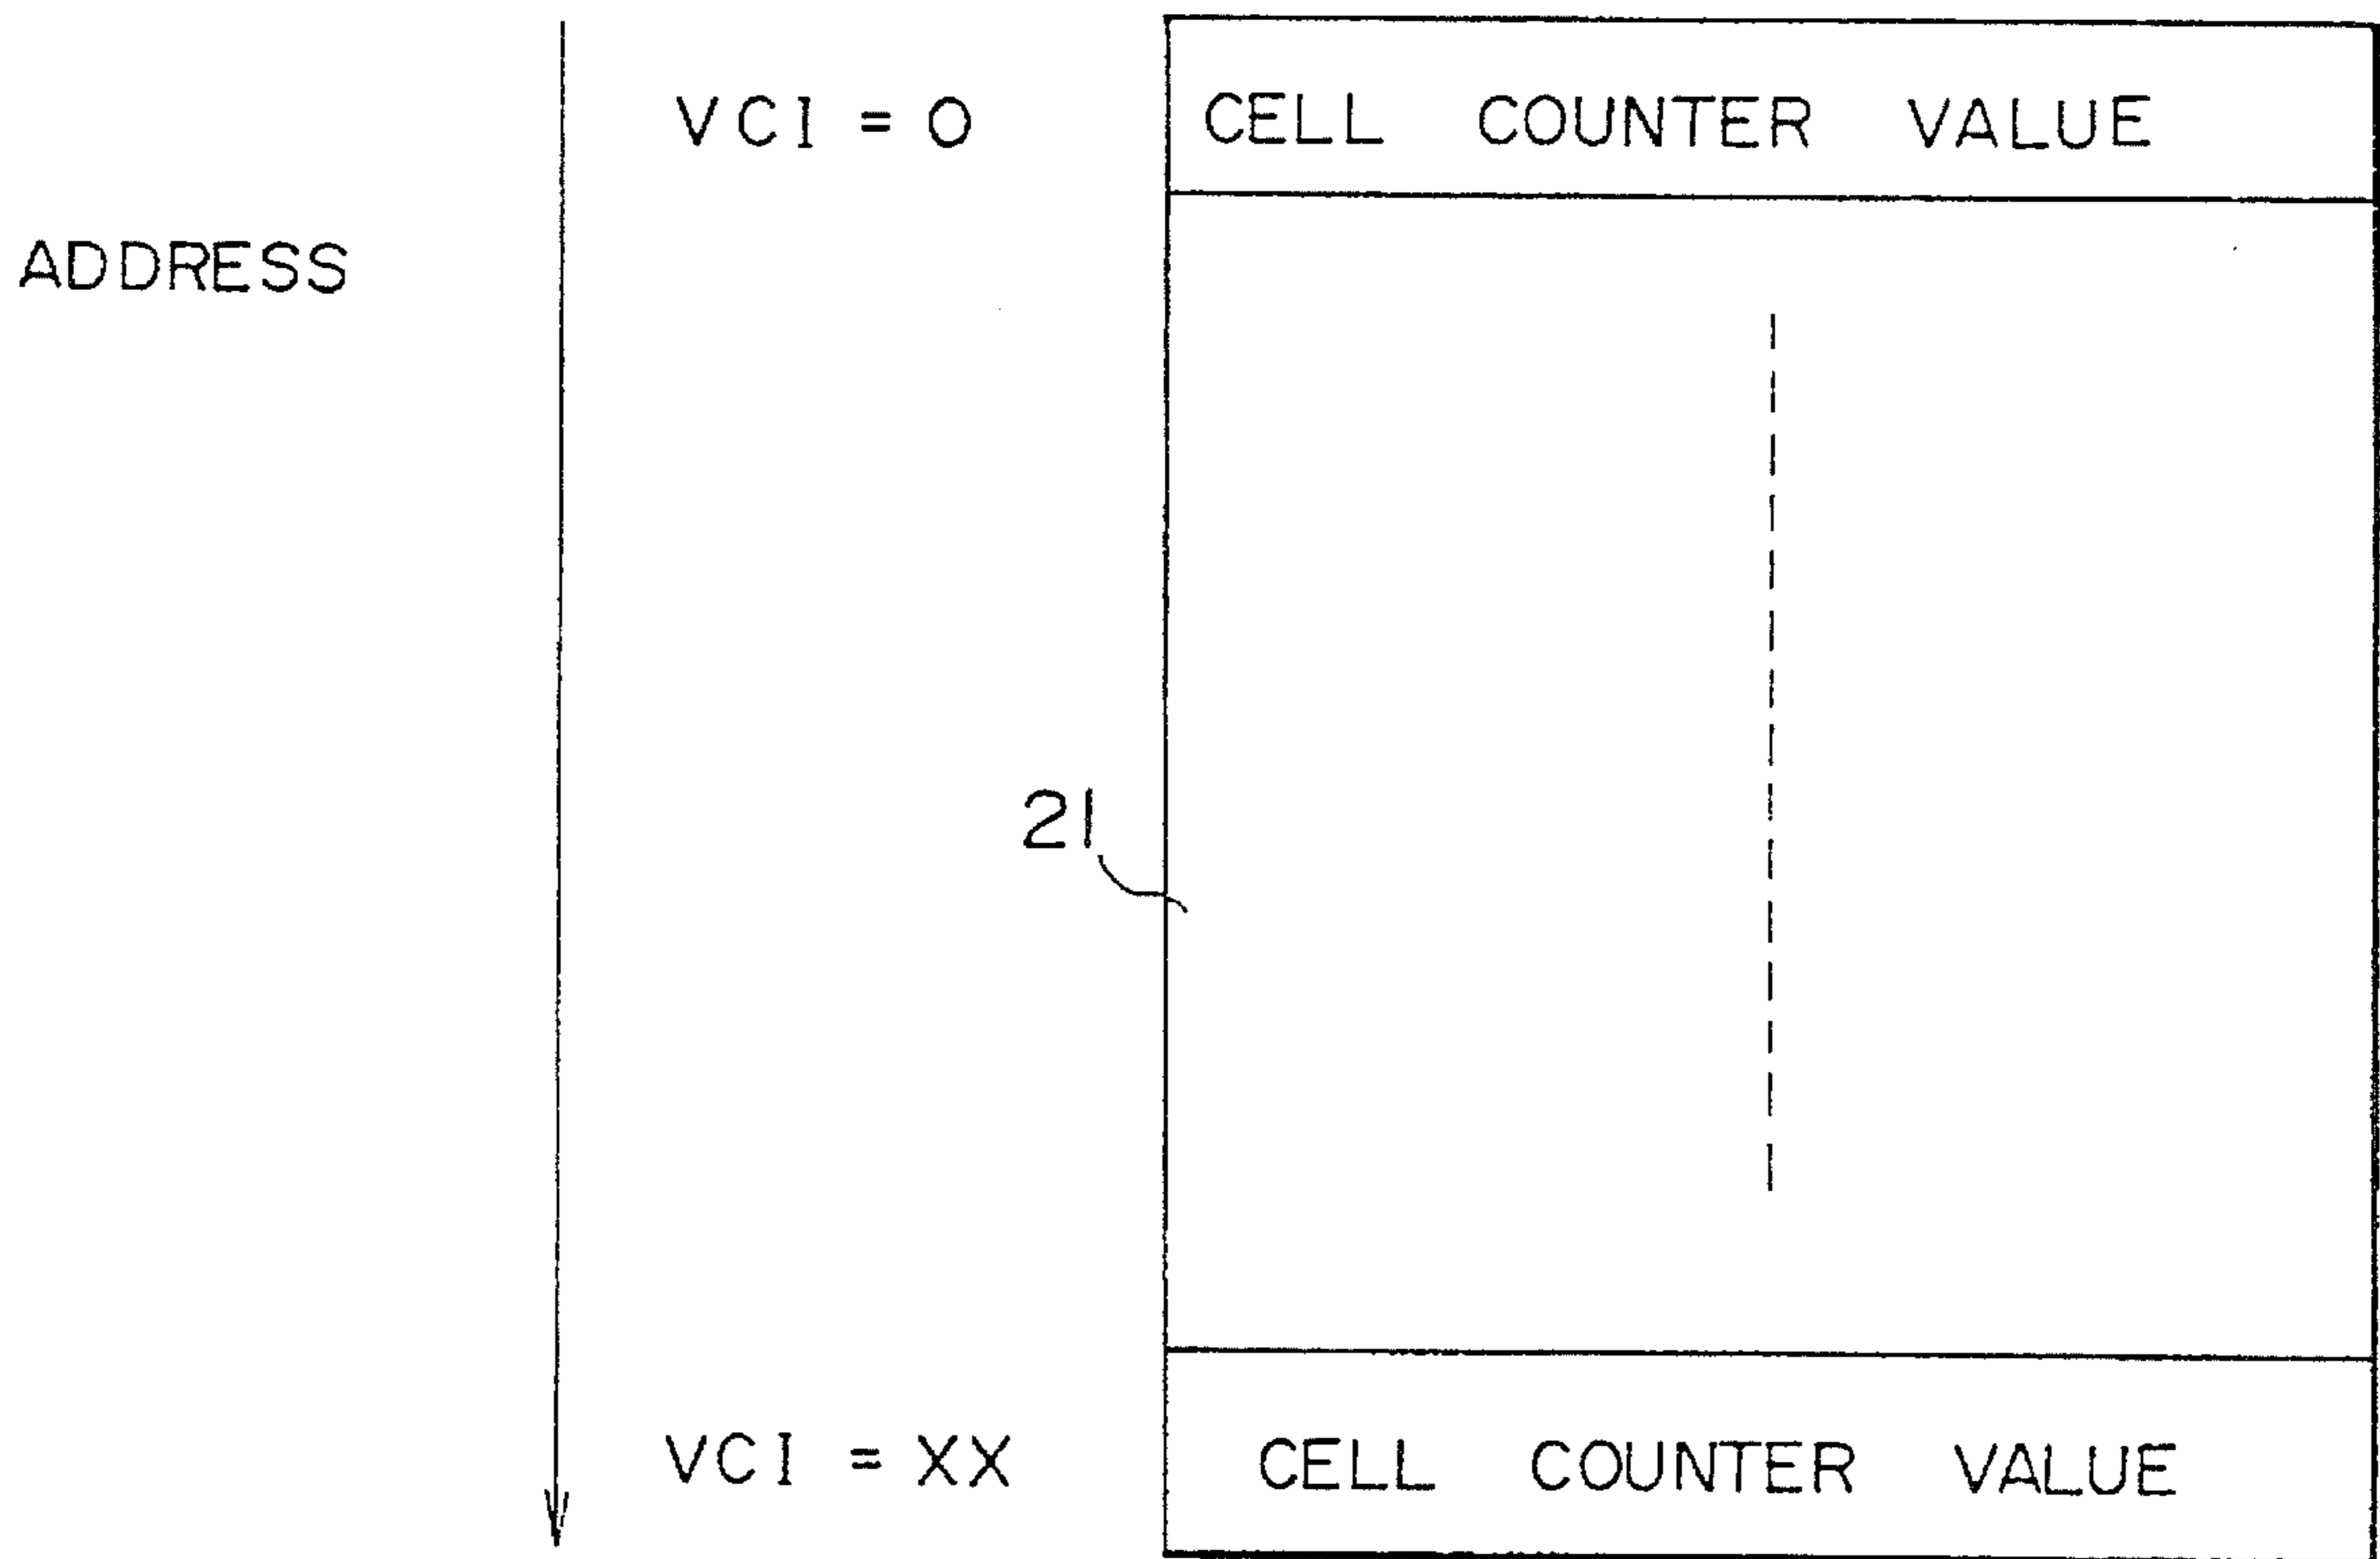 VCI = 0
CELL COUNTER VALUE
ADDRESS
21
VCI = XX
CELL COUNTER VALUE